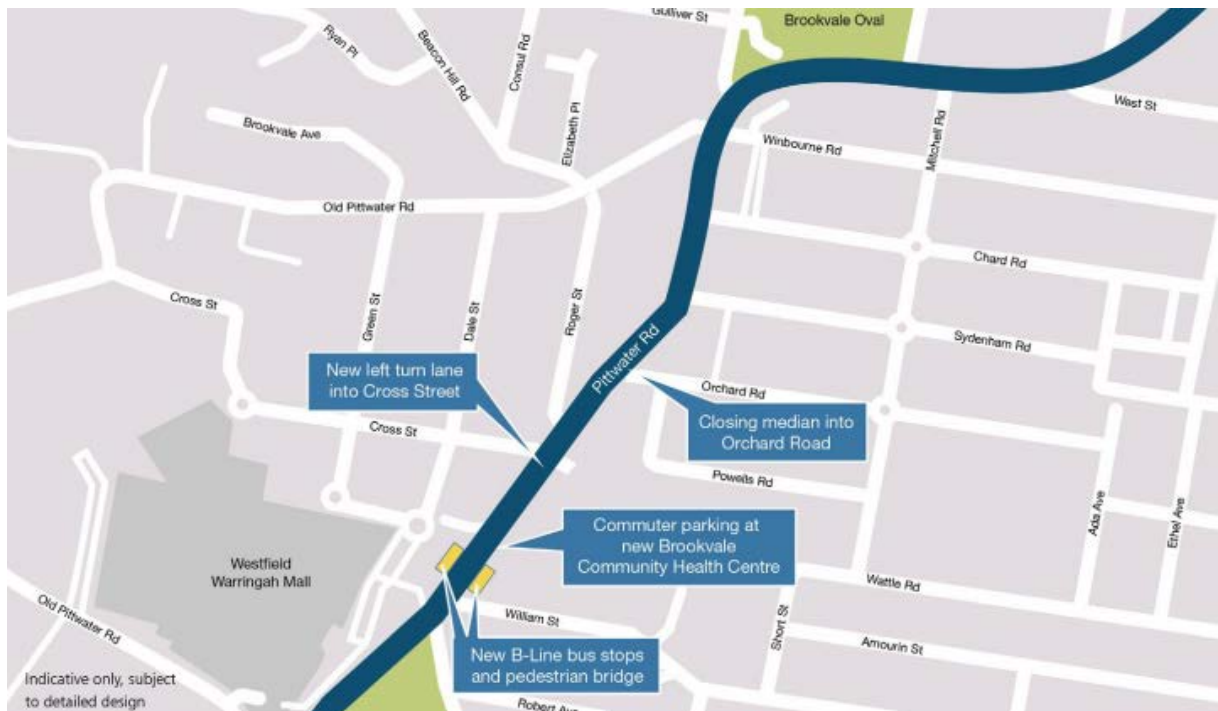 Gulliver St
Brookvale Oval
Ryan Pl
Beacon Hill Rd
Consul Rd
Elizabeth Pl
West St
Brookvale Ave
Winbourne Rd
Mitchell Rd
Old Pittwater Rd
Chard Rd
Cross St
Green St
Dale St
Roger St
Pittwater Rd
Sydenham Rd
New left turn lane
into Cross Street
Orchard Rd
Closing median into
Orchard Road
Cross St
Powells Rd
Ada Ave
Ethel Ave
Commuter parking at
new Brookvale
Community Health Centre
Westfield
Warringah Mall
Wattle Rd
Old Pittwater Rd
William St
Short St
Amourin St
New B-Line bus stops
and pedestrian bridge
Indicative only, subject
to detailed design
Robert Ave